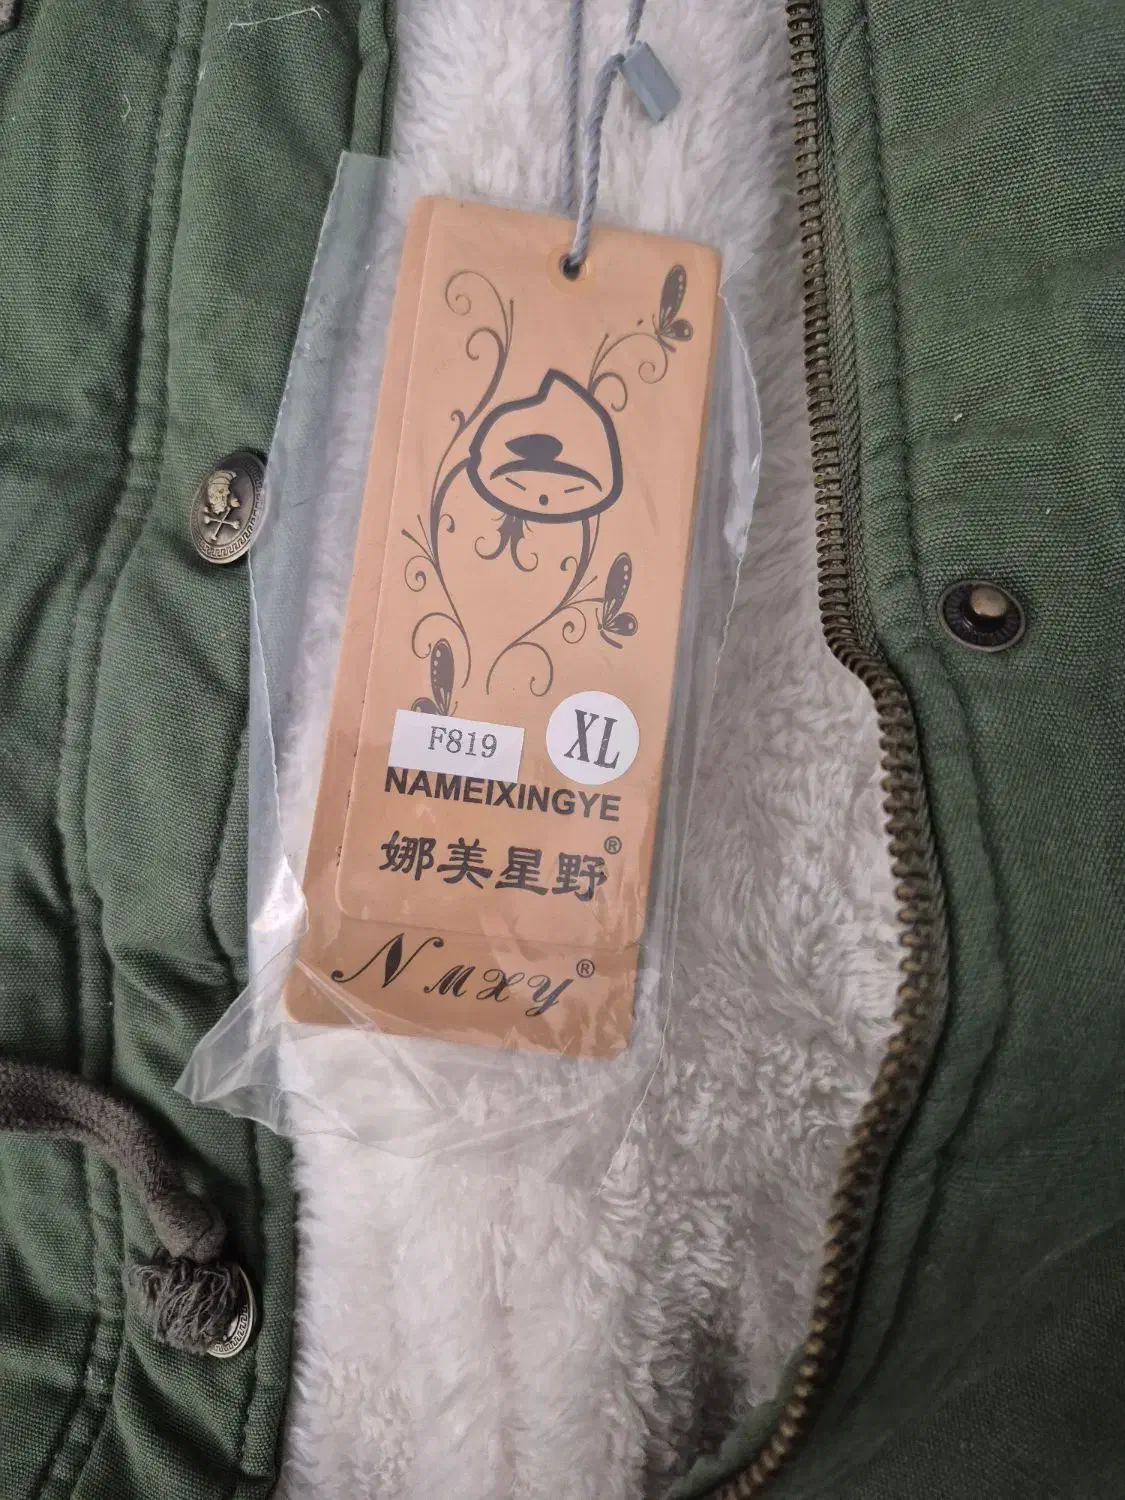 F819
XL
NAMEIXINGYE
娜美星野®
NMXY®